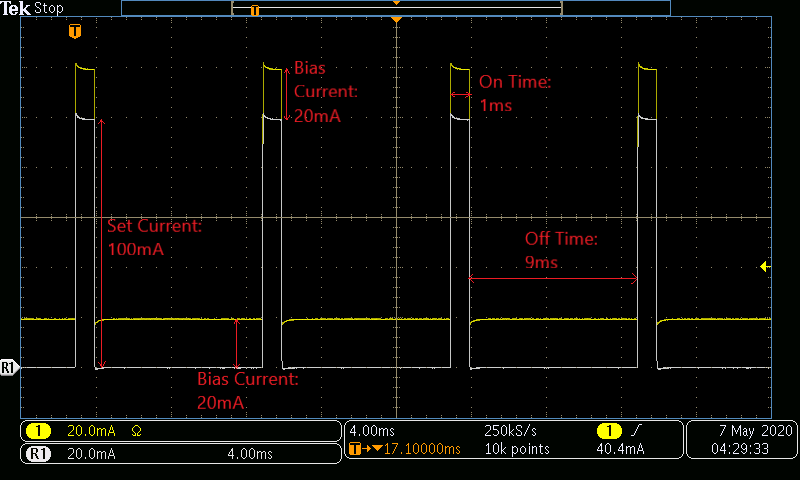 Tek Stop
T
T
Bias
Current:
20mA
On Time:
1ms
Set Current:
100mA
Off Time:
9ms
R1
Bias Current:
20mA
1 20.0mA Ω
R1 20.0mA 4.00ms
4.00ms 250kS/s 1
T→▼17.10000ms 10k points 40.4mA
7 May 2020
04:29:33